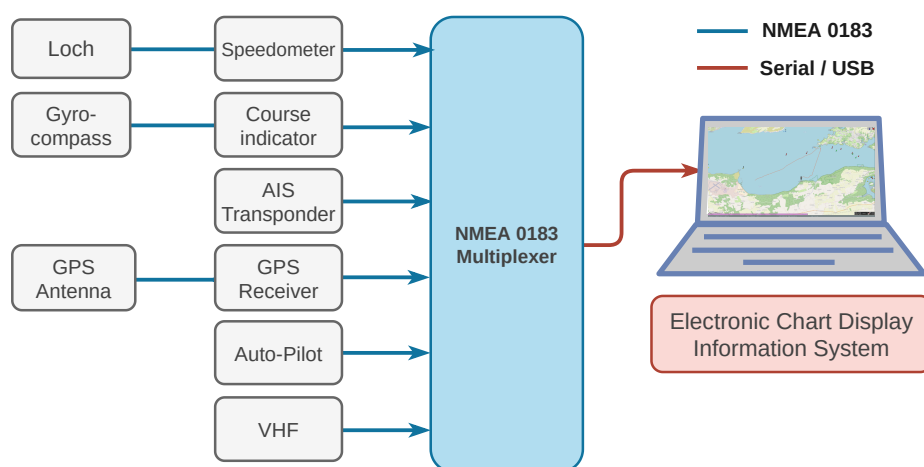 Loch
Speedometer
NMEA 0183
Serial / USB
Gyro-
compass
Course
indicator
AIS
Transponder
NMEA 0183
Multiplexer
GPS
Antenna
GPS
Receiver
Electronic Chart Display
Information System
Auto-Pilot
VHF